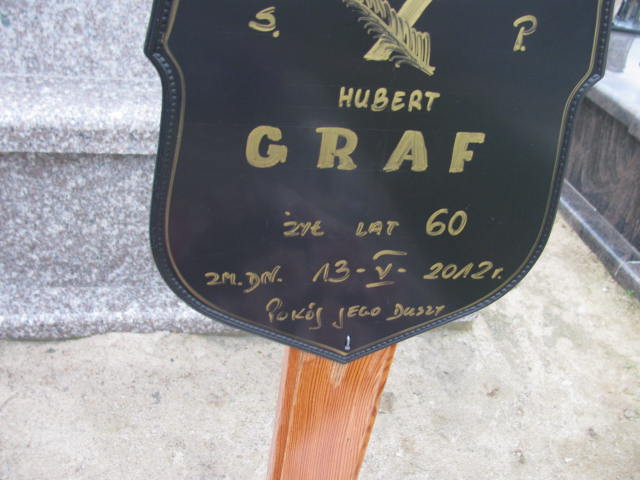 Ś. P.
HUBERT
GRAF
ŻYŁ LAT 60
ZM. DN. 13-V-2012r.
POKÓJ JEGO DUSZY